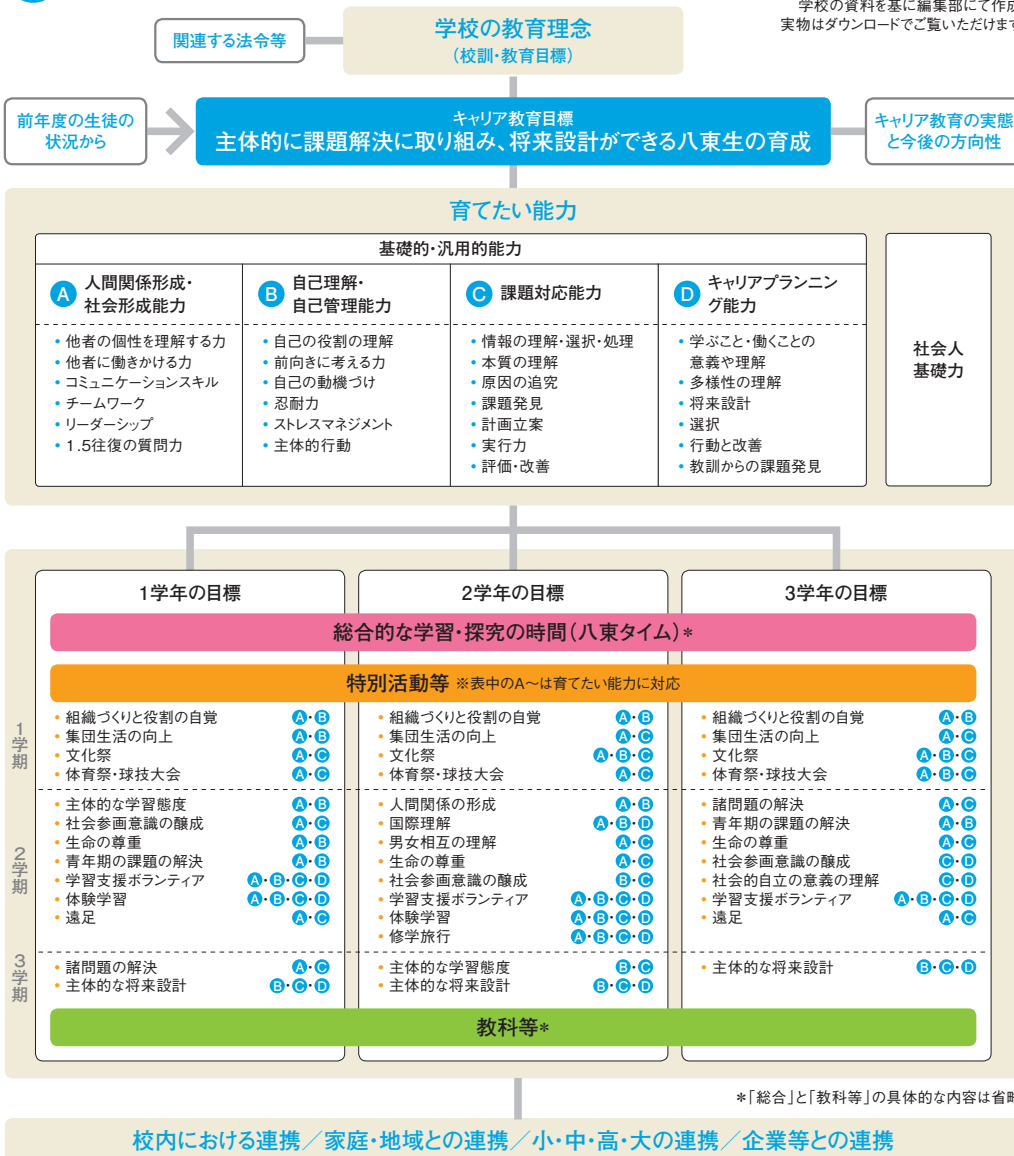 学校の資料を基に編集部にて作成
実物はダウンロードでご覧いただけます
関連する法令等
学校の教育理念
(校訓・教育目標)
前年度の生徒の
状況から
キャリア教育目標
主体的に課題解決に取り組み、将来設計ができる八東生の育成
キャリア教育の実態
と今後の方向性
育てたい能力
基礎的・汎用的能力
A 人間関係形成・
社会形成能力
・他者の個性を理解する力
・他者に働きかける力
・コミュニケーションスキル
・チームワーク
・リーダーシップ
・1.5往復の質問力
B 自己理解・
自己管理能力
・自己の役割の理解
・前向きに考える力
・自己の動機づけ
・忍耐力
・ストレスマネジメント
・主体的行動
C 課題対応能力
・情報の理解・選択・処理
・本質の理解
・原因の追究
・課題発見
・計画立案
・実行力
・評価・改善
D キャリアプランニン
グ能力
・学ぶこと・働くことの
意義や理解
・多様性の理解
・将来設計
・選択
・行動と改善
・教訓からの課題発見
社会人
基礎力
1学年の目標
2学年の目標
3学年の目標
総合的な学習・探究の時間(八東タイム)*
特別活動等 ※表中のA〜は育てたい能力に対応
1学期
・組織づくりと役割の自覚 A・B
・集団生活の向上 A・B
・文化祭 A・C
・体育祭・球技大会 A・C
・組織づくりと役割の自覚 A・B
・集団生活の向上 A・C
・文化祭 A・B・C
・体育祭・球技大会 A・C
・組織づくりと役割の自覚 A・B
・集団生活の向上 A・C
・文化祭 A・B・C
・体育祭・球技大会 A・B・C
2学期
・主体的な学習態度 A・B
・社会参画意識の醸成 A・C
・生命の尊重 A・B
・青年期の課題の解決 A・B
・学習支援ボランティア A・B・C・D
・体験学習 A・B・C・D
・遠足 A・C
・人間関係の形成 A・B
・国際理解 A・B・D
・男女相互の理解 A・C
・生命の尊重 A・C
・社会参画意識の醸成 B・C
・学習支援ボランティア A・B・C・D
・体験学習 A・B・C・D
・修学旅行 A・B・C・D
・諸問題の解決 A・C
・青年期の課題の解決 A・B
・生命の尊重 A・C
・社会参画意識の醸成 C・D
・社会的自立の意義の理解 C・D
・学習支援ボランティア A・B・C・D
・遠足 A・C
3学期
・諸問題の解決 A・C
・主体的な将来設計 B・C・D
・主体的な学習態度 B・C
・主体的な将来設計 B・C・D
・主体的な将来設計 B・C・D
教科等*
*「総合」と「教科等」の具体的な内容は省略
校内における連携/家庭・地域との連携/小・中・高・大の連携/企業等との連携